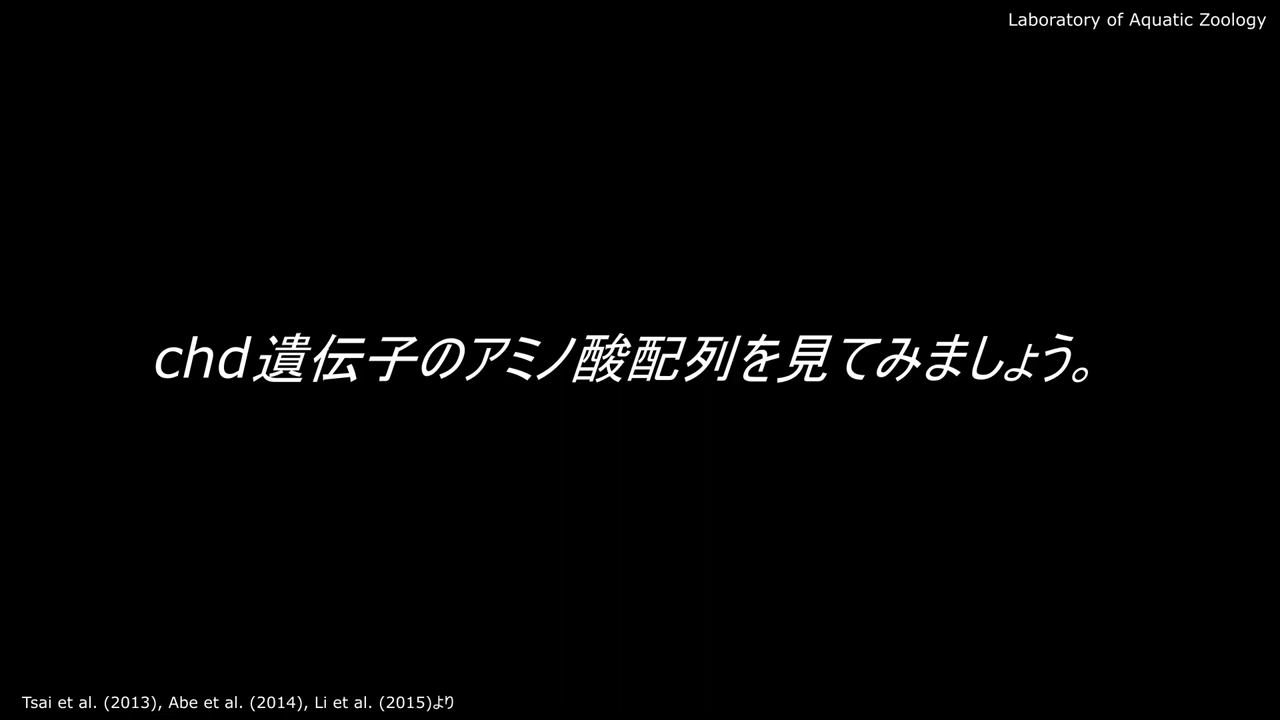 Laboratory of Aquatic Zoology
chd遺伝子のアミノ酸配列を見てみましょう。
Tsai et al. (2013), Abe et al. (2014), Li et al. (2015)より